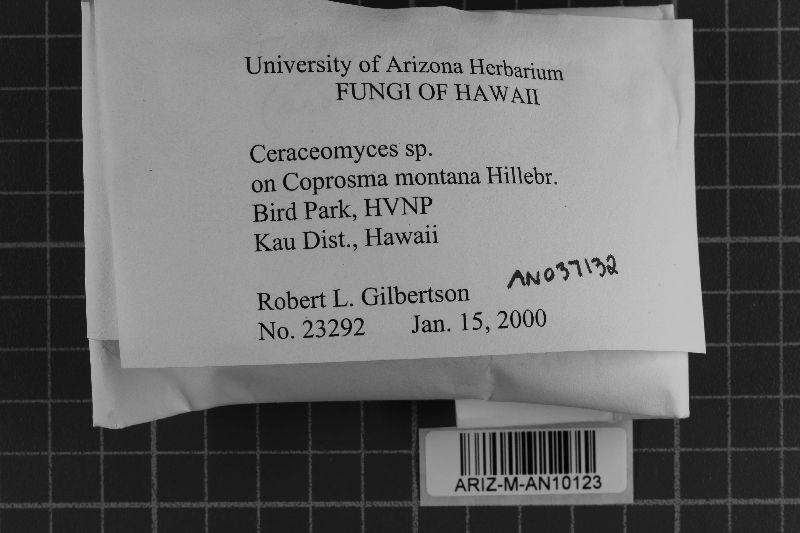 University of Arizona Herbarium
FUNGI OF HAWAII
Ceraceomyces sp.
on Coprosma montana Hillebr.
Bird Park, HVNP
Kau Dist., Hawaii
AN037132
Robert L. Gilbertson
No. 23292 Jan. 15, 2000
ARIZ-M-AN10123